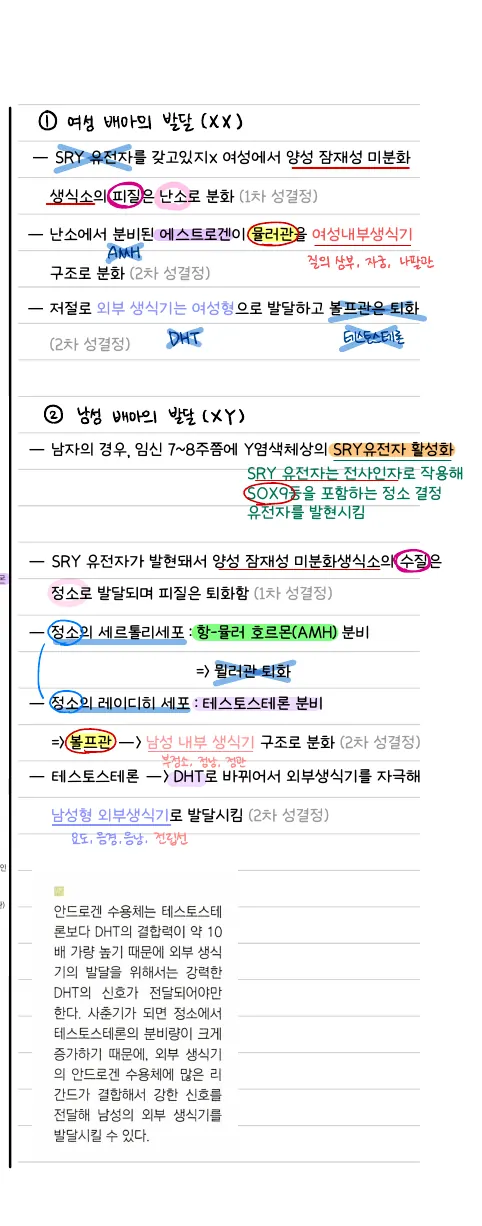 ① 여성 배아의 발달 (XX)
— SRY 유전자를 갖고있지x 여성에서 양성 잠재성 미분화
생식소의 피질은 난소로 분화 (1차 성결정)
— 난소에서 분비된 에스트로겐이 뮬러관을 여성내부생식기
AMH
질의 상부, 자궁, 나팔관
구조로 분화 (2차 성결정)
— 저절로 외부 생식기는 여성형으로 발달하고 볼프관은 퇴화
(2차 성결정)
DHT
테스토스테론
② 남성 배아의 발달 (XY)
— 남자의 경우, 임신 7~8주쯤에 Y염색체상의 SRY유전자 활성화
SRY 유전자는 전사인자로 작용해
SOX9등을 포함하는 정소 결정
유전자를 발현시킴
— SRY 유전자가 발현돼서 양성 잠재성 미분화생식소의 수질은
정소로 발달되며 피질은 퇴화함 (1차 성결정)
— 정소의 세르톨리세포 : 항-뮬러 호르몬(AMH) 분비
=> 뮐러관 퇴화
— 정소의 레이디히 세포 : 테스토스테론 분비
=> 볼프관 —> 남성 내부 생식기 구조로 분화 (2차 성결정)
부정소, 정낭, 정관
— 테스토스테론 —> DHT로 바뀌어서 외부생식기를 자극해
남성형 외부생식기로 발달시킴 (2차 성결정)
요도, 음경, 음낭, 전립선
인
안드로겐 수용체는 테스토스테
론보다 DHT의 결합력이 약 10
배 가량 높기 때문에 외부 생식
기의 발달을 위해서는 강력한
DHT의 신호가 전달되어야만
한다. 사춘기가 되면 정소에서
테스토스테론의 분비량이 크게
증가하기 때문에, 외부 생식기
의 안드로겐 수용체에 많은 리
간드가 결합해서 강한 신호를
전달해 남성의 외부 생식기를
발달시킬 수 있다.